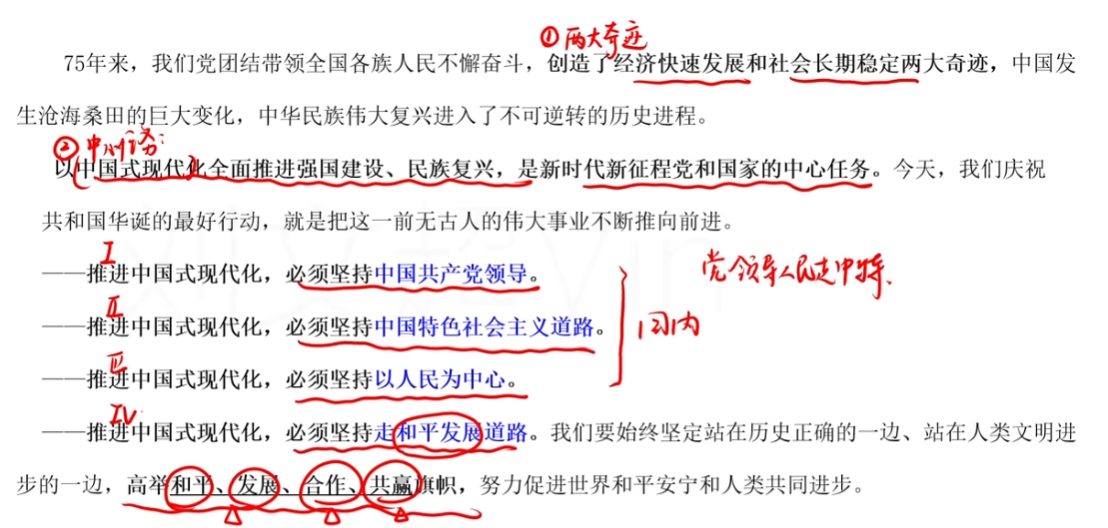 ①两大奇迹
75年来，我们党团结带领全国各族人民不懈奋斗，创造了经济快速发展和社会长期稳定两大奇迹，中国发
生沧海桑田的巨大变化，中华民族伟大复兴进入了不可逆转的历史进程。
②中心任务：
以中国式现代化全面推进强国建设、民族复兴，是新时代新征程党和国家的中心任务。今天，我们庆祝
共和国华诞的最好行动，就是把这一前无古人的伟大事业不断推向前进。
I
——推进中国式现代化，必须坚持中国共产党领导。
党领导人民走中特.
II
——推进中国式现代化，必须坚持中国特色社会主义道路。
国内
III
——推进中国式现代化，必须坚持以人民为中心。
IV
——推进中国式现代化，必须坚持走和平发展道路。我们要始终坚定站在历史正确的一边、站在人类文明进
步的一边，高举和平、发展、合作、共赢旗帜，努力促进世界和平安宁和人类共同进步。